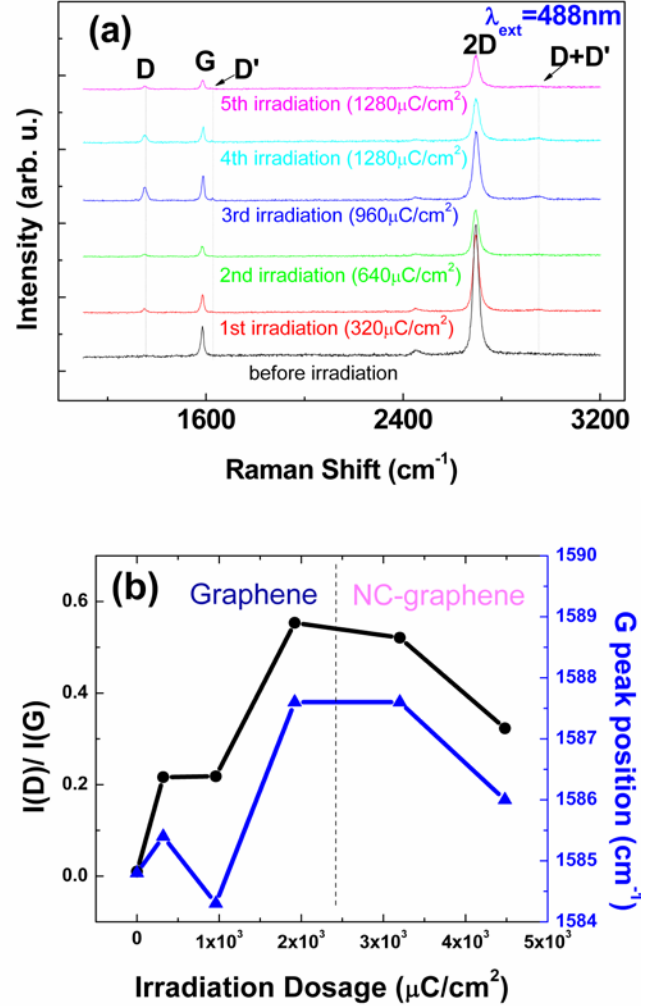 (a)
λext=488nm
D
G
D'
2D
D+D'
5th irradiation (1280μC/cm²)
4th irradiation (1280μC/cm²)
3rd irradiation (960μC/cm²)
2nd irradiation (640μC/cm²)
1st irradiation (320μC/cm²)
before irradiation
Intensity (arb. u.)
1600
2400
3200
Raman Shift (cm⁻¹)
(b)
Graphene
NC-graphene
0.6
0.4
0.2
0.0
I(D)/ I(G)
1590
1589
1588
1587
1586
1585
1584
G peak position (cm⁻¹)
0
1x10³
2x10³
3x10³
4x10³
5x10³
Irradiation Dosage (μC/cm²)